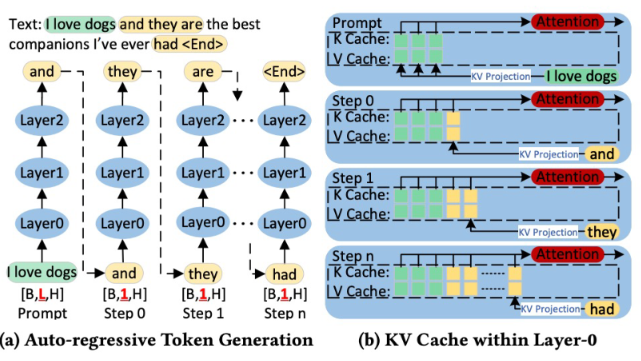 Text: I love dogs and they are the best
companions I've ever had <End>
and they are <End>
Layer2 Layer2 Layer2 ... Layer2
Layer1 Layer1 Layer1 ... Layer1
Layer0 Layer0 Layer0 ... Layer0
I love dogs and they had
[B,L,H] [B,1,H] [B,1,H] [B,1,H]
Prompt Step 0 Step 1 Step n
(a) Auto-regressive Token Generation
Prompt Attention
K Cache:
V Cache:
KV Projection I love dogs
Step 0 Attention
K Cache:
V Cache:
KV Projection and
Step 1 Attention
K Cache:
V Cache:
KV Projection they
Step n Attention
K Cache:
V Cache:
KV Projection had
(b) KV Cache within Layer-0